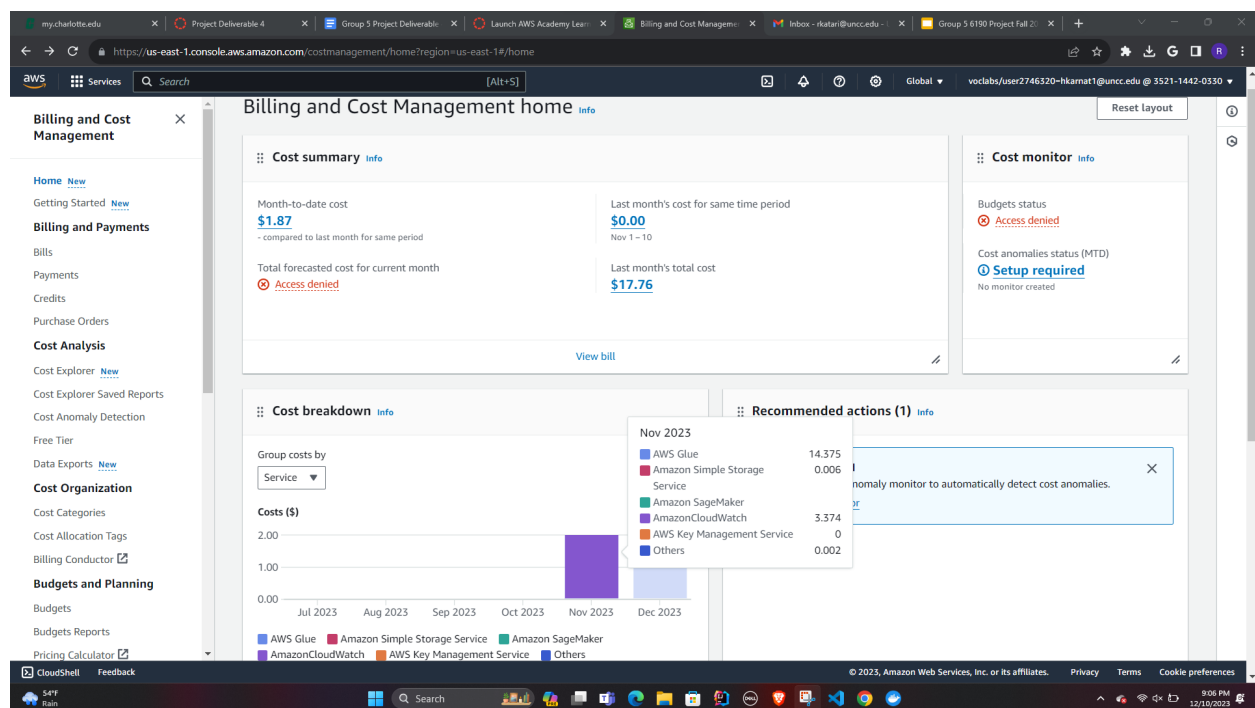 my.charlotte.edu
Project Deliverable 4
Group 5 Project Deliverable
Launch AWS Academy Learn
Billing and Cost Managemen
Inbox - rkatari@uncc.edu -
Group 5 6190 Project Fall 20
https://us-east-1.console.aws.amazon.com/costmanagement/home?region=us-east-1#/home
R
aws
Services
Search
[Alt+S]
Global
voclabs/user2746320=hkarnat1@uncc.edu @ 3521-1442-0330
Billing and Cost
Management
Home New
Getting Started New
Billing and Payments
Bills
Payments
Credits
Purchase Orders
Cost Analysis
Cost Explorer New
Cost Explorer Saved Reports
Cost Anomaly Detection
Free Tier
Data Exports New
Cost Organization
Cost Categories
Cost Allocation Tags
Billing Conductor
Budgets and Planning
Budgets
Budgets Reports
Pricing Calculator
Billing and Cost Management home Info
Reset layout
Cost summary Info
Month-to-date cost
$1.87
- compared to last month for same period
Last month's cost for same time period
$0.00
Nov 1 – 10
Total forecasted cost for current month
Access denied
Last month's total cost
$17.76
View bill
Cost monitor Info
Budgets status
Access denied
Cost anomalies status (MTD)
Setup required
No monitor created
Cost breakdown Info
Group costs by
Service
Costs ($)
2.00
1.00
0.00
Jul 2023 Aug 2023 Sep 2023 Oct 2023 Nov 2023 Dec 2023
AWS Glue Amazon Simple Storage Service Amazon SageMaker
AmazonCloudWatch AWS Key Management Service Others
Nov 2023
AWS Glue 14.375
Amazon Simple Storage 0.006
Service
Amazon SageMaker
AmazonCloudWatch 3.374
AWS Key Management Service 0
Others 0.002
Recommended actions (1) Info
nomaly monitor to automatically detect cost anomalies.
or
CloudShell Feedback
© 2023, Amazon Web Services, Inc. or its affiliates. Privacy Terms Cookie preferences
54°F
Rain
Search
9:06 PM
12/10/2023